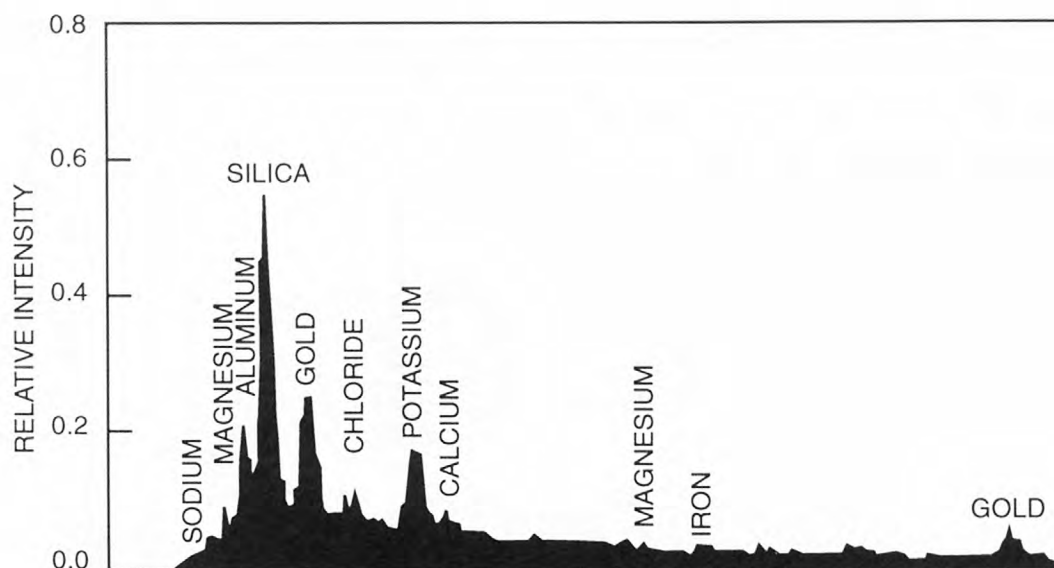 0.8
0.6
0.4
0.2
0.0
RELATIVE INTENSITY
SODIUM
MAGNESIUM
ALUMINUM
SILICA
GOLD
CHLORIDE
POTASSIUM
CALCIUM
MAGNESIUM
IRON
GOLD